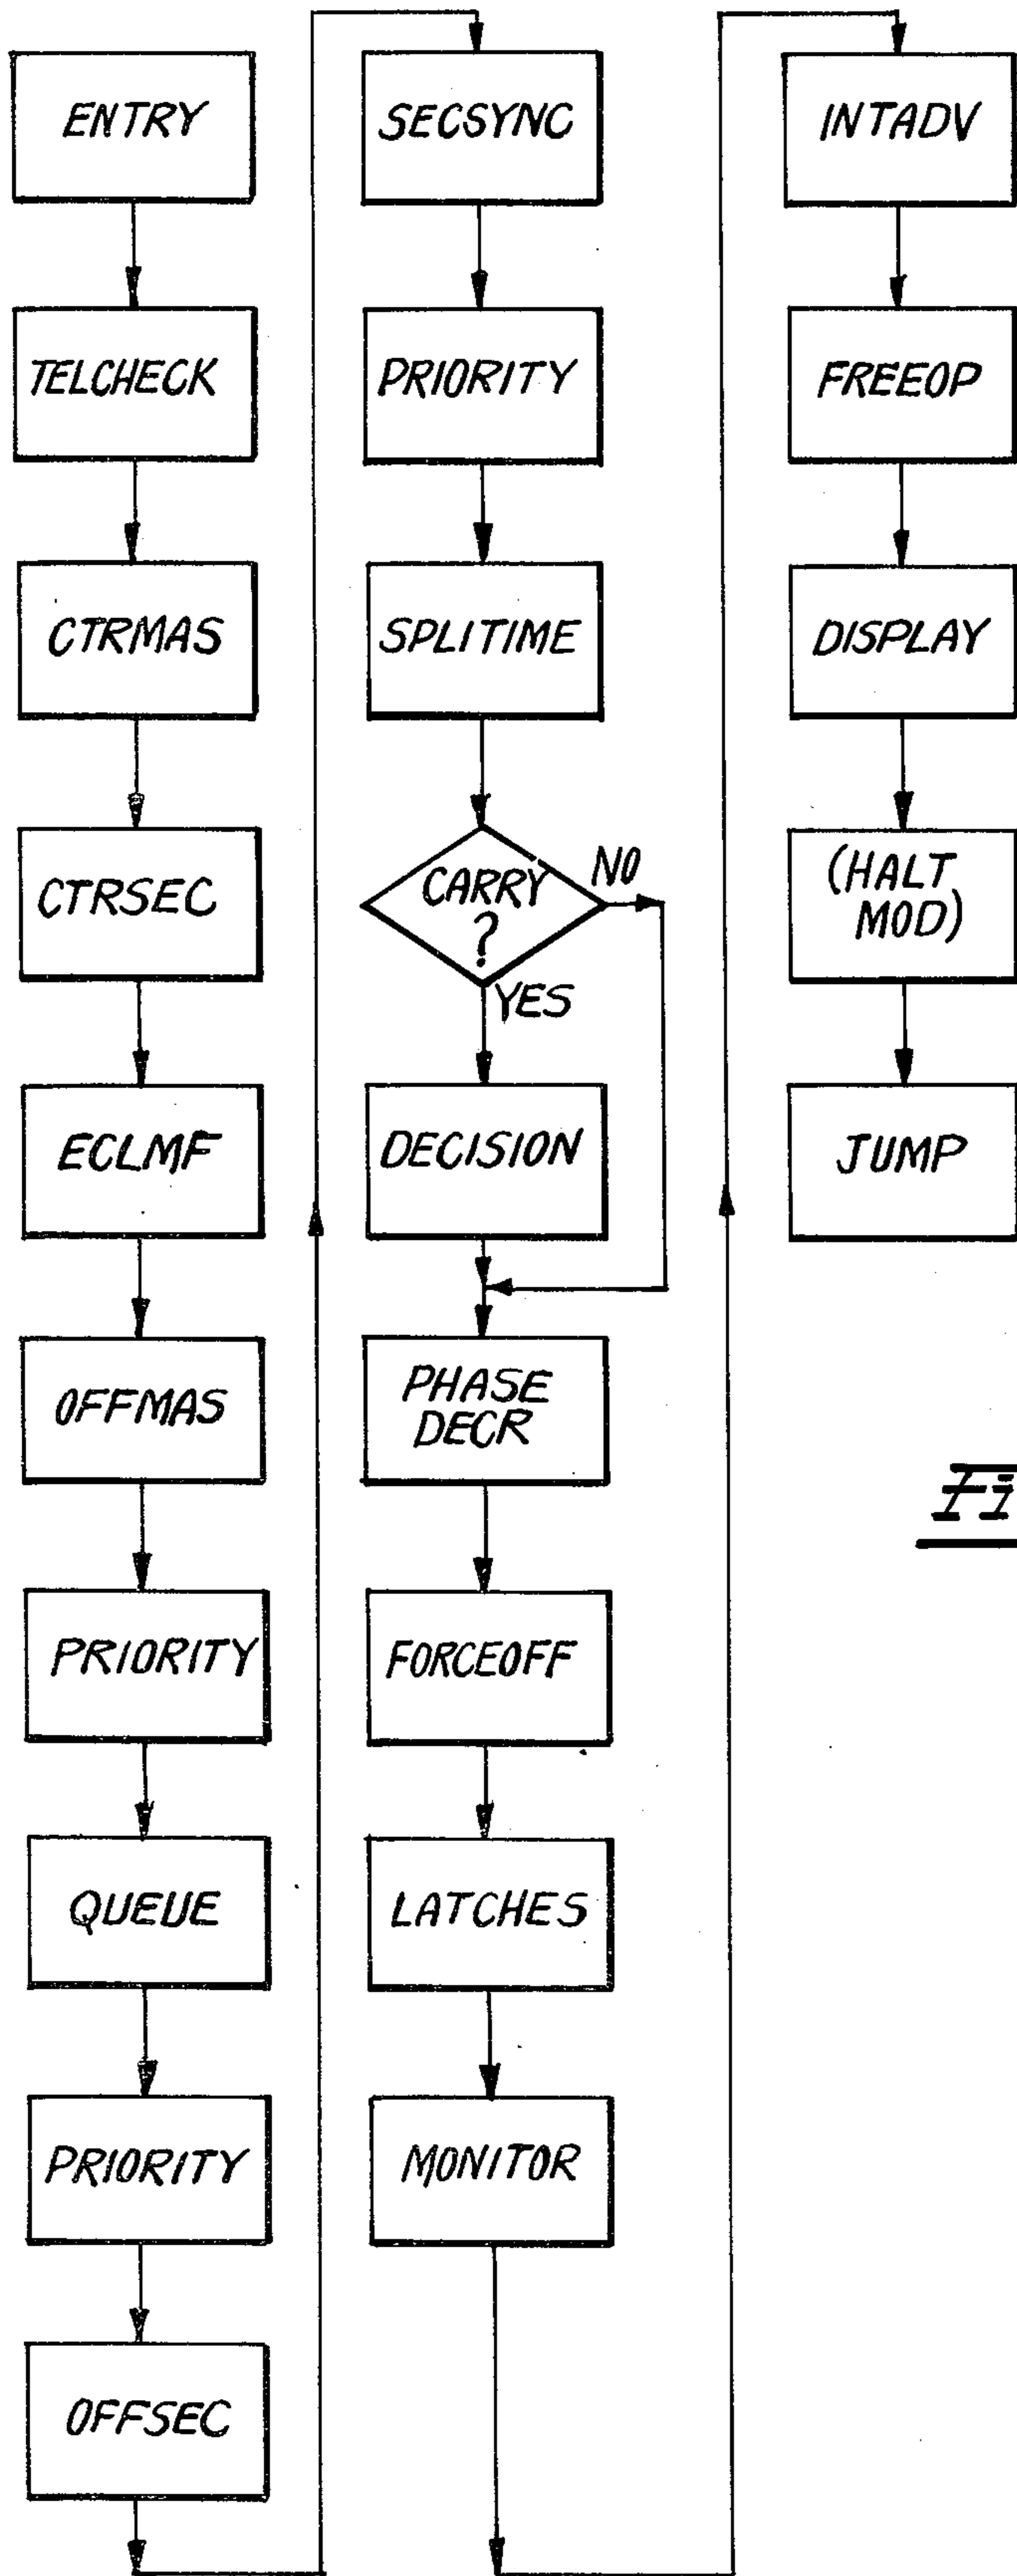 ENTRY
TELCHECK
CTRMAS
CTRSEC
ECLMF
OFFMAS
PRIORITY
QUEUE
PRIORITY
OFFSEC
SECSYNC
PRIORITY
SPLITIME
CARRY
?
NO
YES
DECISION
PHASE
DECR
FORCEOFF
LATCHES
MONITOR
INTADV
FREEOP
DISPLAY
(HALT
MOD)
JUMP
Fi